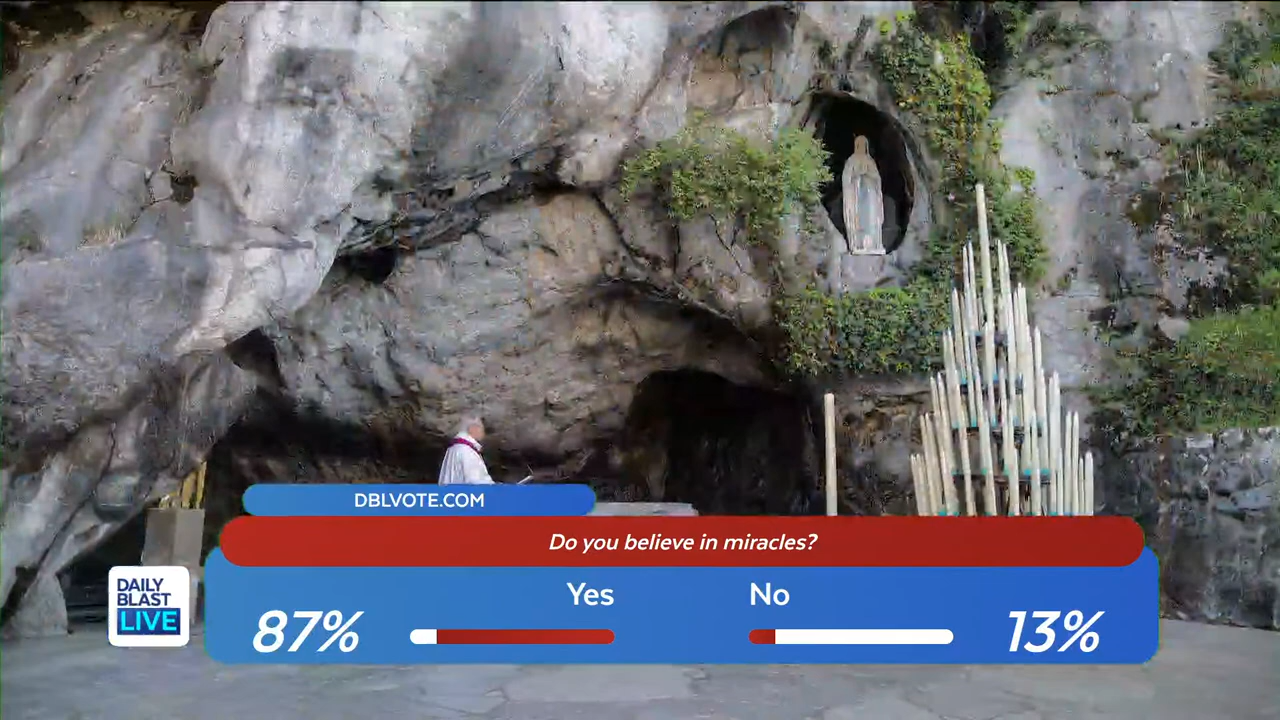 DBLVOTE.COM
Do you believe in miracles?
Yes
No
87%
13%
DAILY
BLAST
LIVE